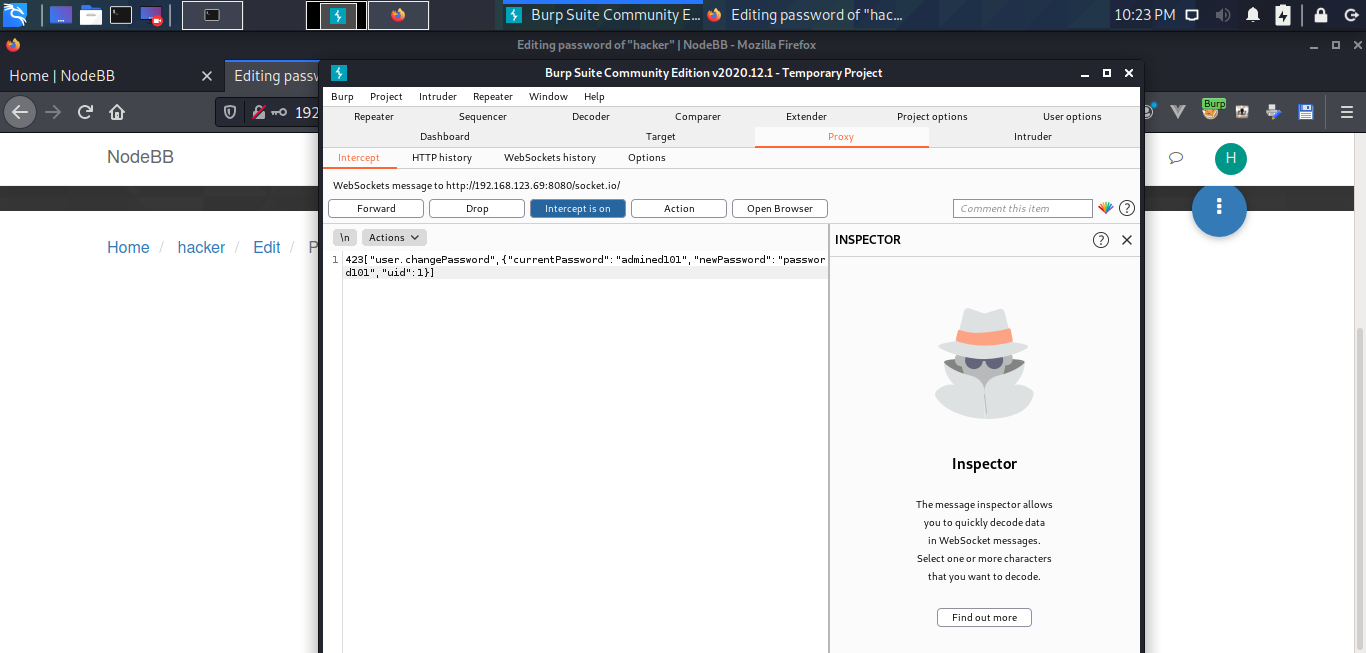 Burp Suite Community E... Editing password of "hac... 10:23 PM
Editing password of "hacker" | NodeBB - Mozilla Firefox
Home | NodeBB Editing passw
192
Burp
NodeBB
H
Home / hacker / Edit / P
Burp Suite Community Edition v2020.12.1 - Temporary Project
Burp Project Intruder Repeater Window Help
Repeater Sequencer Decoder Comparer Extender Project options User options
Dashboard Target Proxy Intruder
Intercept HTTP history WebSockets history Options
WebSockets message to http://192.168.123.69:8080/socket.io/
Forward Drop Intercept is on Action Open Browser Comment this item
\n Actions
INSPECTOR
1 423["user.changePassword",{"currentPassword":"admined101","newPassword":"passwor
d101","uid":1}]
Inspector
The message inspector allows
you to quickly decode data
in WebSocket messages.
Select one or more characters
that you want to decode.
Find out more